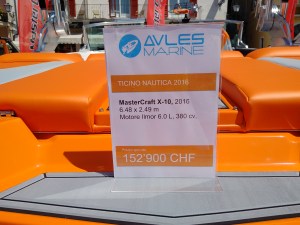 AVLES
MARINE
TICINO NAUTICA 2016
MasterCraft X-10, 2016
6.48 x 2.49 m
Motore Ilmor 6.0 L, 380 cv.
152'900 CHF